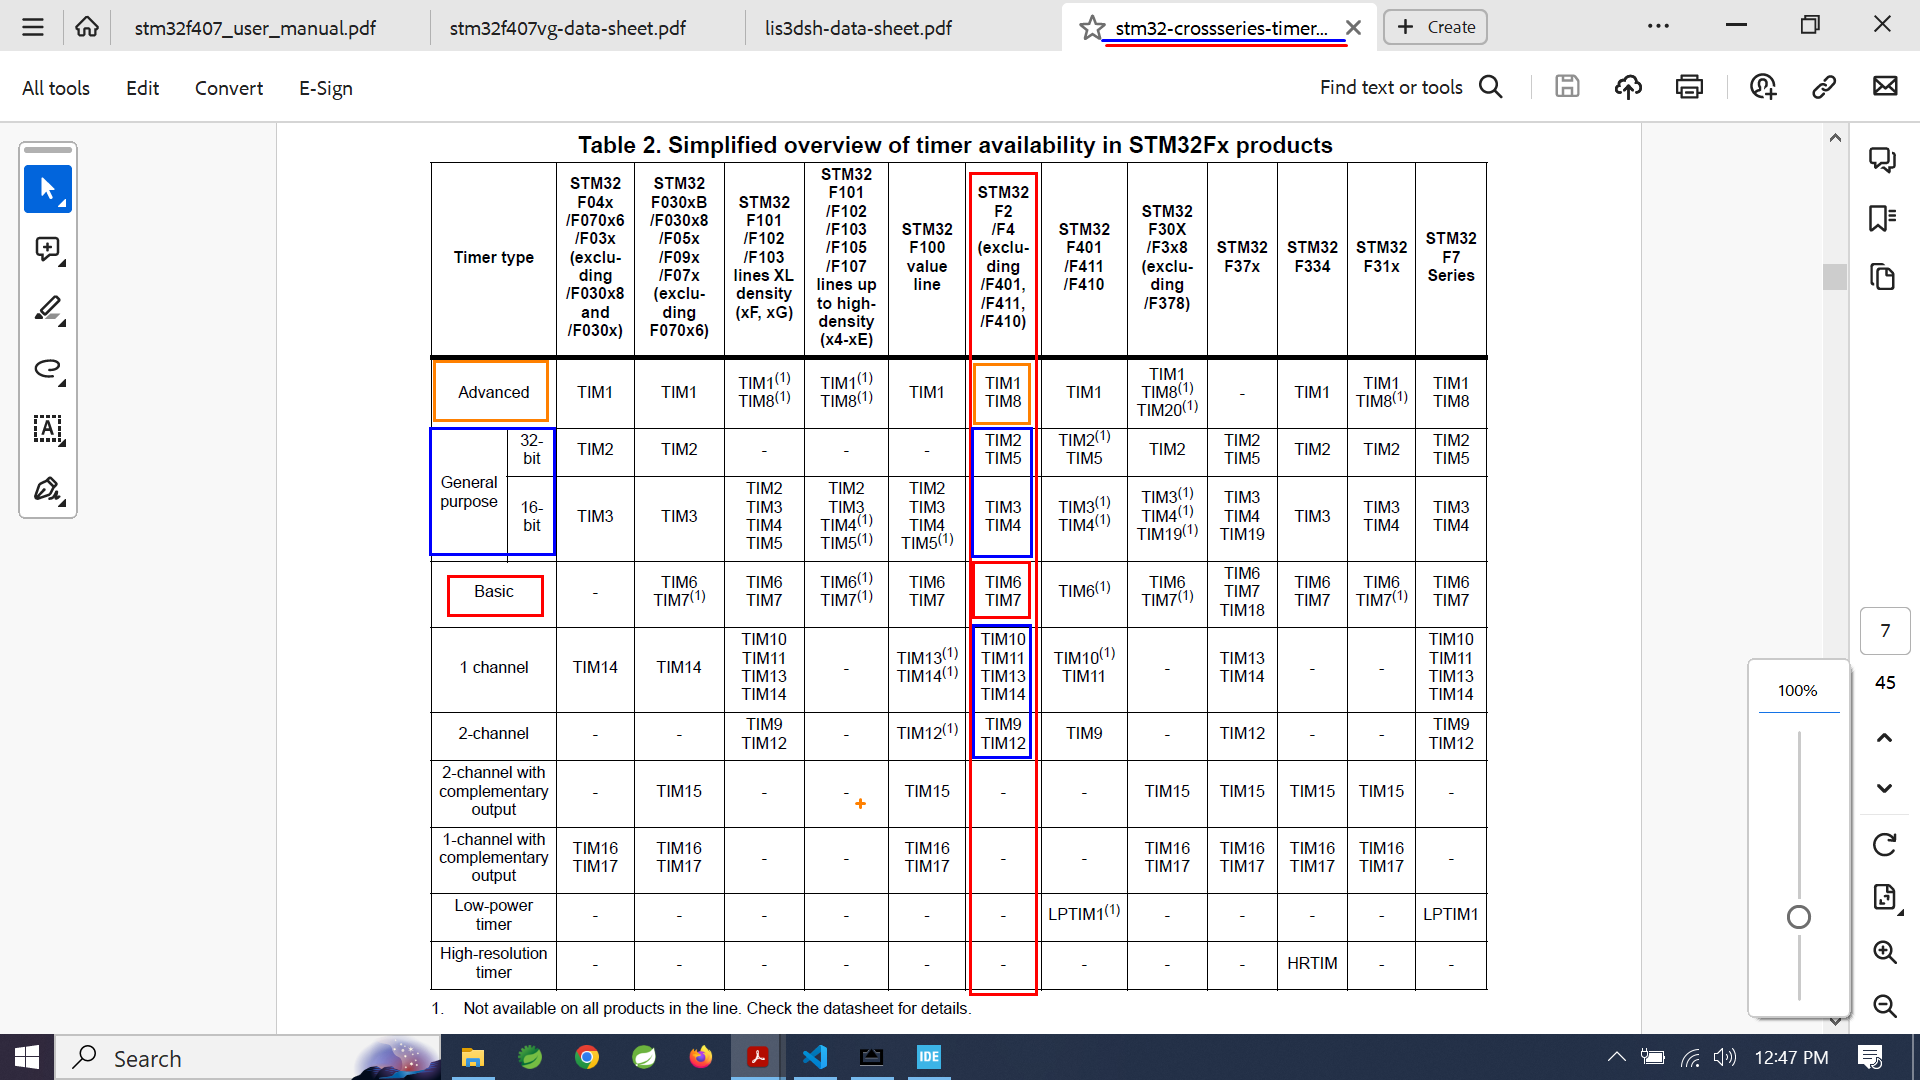 stm32f407_user_manual.pdf
stm32f407vg-data-sheet.pdf
lis3dsh-data-sheet.pdf
stm32-crossseries-timer...
Create
All tools
Edit
Convert
E-Sign
Find text or tools
Table 2. Simplified overview of timer availability in STM32Fx products
Timer type
STM32
F04x
/F070x6
/F03x
(exclu-
ding
/F030x8
and
/F030x)
STM32
F030xB
/F030x8
/F05x
/F09x
/F07x
(exclu-
ding
F070x6)
STM32
F101
/F102
/F103
lines XL
density
(xF, xG)
STM32
F101
/F102
/F103
/F105
/F107
lines up
to high-
density
(x4-xE)
STM32
F100
value
line
STM32
F2
/F4
(exclu-
ding
/F401,
/F411,
/F410)
STM32
F401
/F411
/F410
STM32
F30X
/F3x8
(exclu-
ding
/F378)
STM32
F37x
STM32
F334
STM32
F31x
STM32
F7
Series
Advanced
TIM1
TIM1
TIM1(1)
TIM8(1)
TIM1(1)
TIM8(1)
TIM1
TIM1
TIM8
TIM1
TIM1
TIM8(1)
TIM20(1)
-
TIM1
TIM1
TIM8(1)
TIM1
TIM8
General
purpose
32-
bit
TIM2
TIM2
-
-
-
TIM2
TIM5
TIM2(1)
TIM5
TIM2
TIM2
TIM5
TIM2
TIM2
TIM2
TIM5
16-
bit
TIM3
TIM3
TIM2
TIM3
TIM4
TIM5
TIM2
TIM3
TIM4(1)
TIM5(1)
TIM2
TIM3
TIM4
TIM5(1)
TIM3
TIM4
TIM3(1)
TIM4(1)
TIM3(1)
TIM4(1)
TIM19(1)
TIM3
TIM4
TIM19
TIM3
TIM3
TIM4
TIM3
TIM4
Basic
-
TIM6
TIM7(1)
TIM6
TIM7
TIM6(1)
TIM7(1)
TIM6
TIM7
TIM6
TIM7
TIM6(1)
TIM6
TIM7(1)
TIM6
TIM7
TIM18
TIM6
TIM7
TIM6
TIM7(1)
TIM6
TIM7
1 channel
TIM14
TIM14
TIM10
TIM11
TIM13
TIM14
-
TIM13(1)
TIM14(1)
TIM10
TIM11
TIM13
TIM14
TIM10(1)
TIM11
-
TIM13
TIM14
-
-
TIM10
TIM11
TIM13
TIM14
2-channel
-
-
TIM9
TIM12
-
TIM12(1)
TIM9
TIM12
TIM9
-
TIM12
-
-
TIM9
TIM12
2-channel with
complementary
output
-
TIM15
-
-
TIM15
-
-
TIM15
TIM15
TIM15
TIM15
-
1-channel with
complementary
output
TIM16
TIM17
TIM16
TIM17
-
-
TIM16
TIM17
-
-
TIM16
TIM17
TIM16
TIM17
TIM16
TIM17
TIM16
TIM17
-
Low-power
timer
-
-
-
-
-
-
LPTIM1(1)
-
-
-
-
LPTIM1
High-resolution
timer
-
-
-
-
-
-
-
-
-
HRTIM
-
-
1. Not available on all products in the line. Check the datasheet for details.
7
45
100%
Search
IDE
12:47 PM